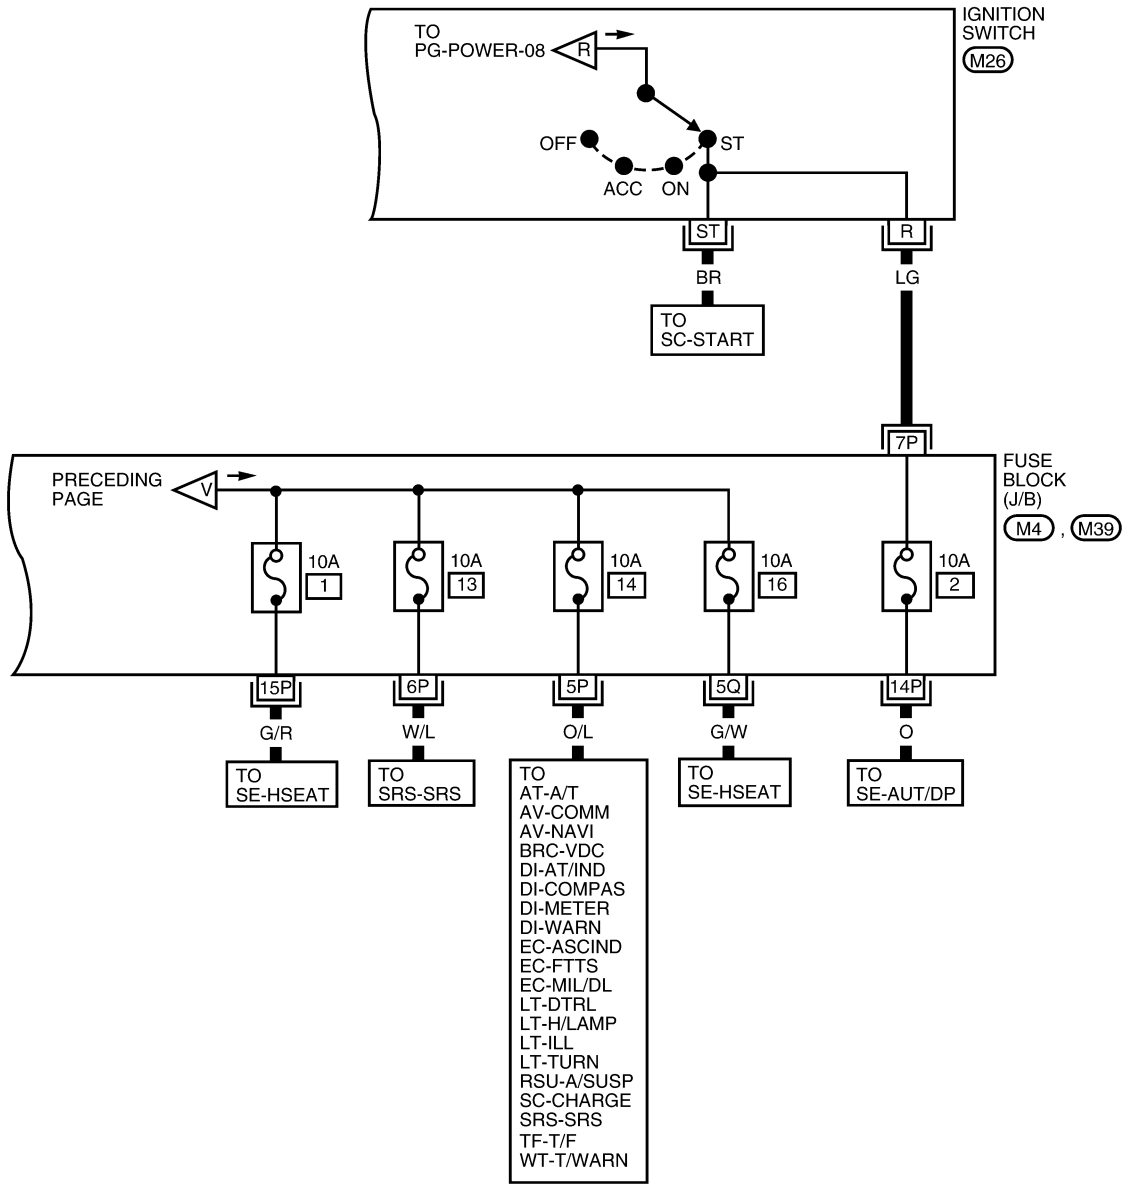 IGNITION
SWITCH
M26
TO
PG-POWER-08
R
OFF
ACC
ON
ST
ST
R
BR
LG
TO
SC-START
7P
FUSE
BLOCK
(J/B)
M4 , M39
PRECEDING
PAGE
V
10A
1
10A
13
10A
14
10A
16
10A
2
15P
6P
5P
5Q
14P
G/R
W/L
O/L
G/W
O
TO
SE-HSEAT
TO
SRS-SRS
TO
AT-A/T
AV-COMM
AV-NAVI
BRC-VDC
DI-AT/IND
DI-COMPAS
DI-METER
DI-WARN
EC-ASCIND
EC-FTTS
EC-MIL/DL
LT-DTRL
LT-H/LAMP
LT-ILL
LT-TURN
RSU-A/SUSP
SC-CHARGE
SRS-SRS
TF-T/F
WT-T/WARN
TO
SE-HSEAT
TO
SE-AUT/DP